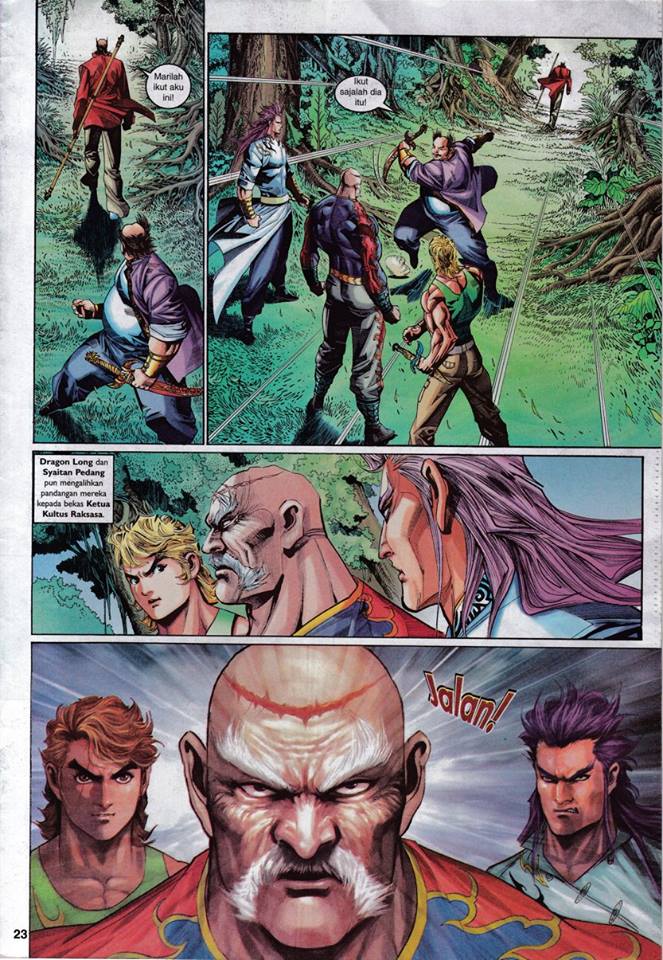 Marilah
ikut aku
ini!
Ikut
sajalah dia
itu!
Dragon Long dan
Syaitan Pedang
pun mengalihkan
pandangan mereka
kepada bekas Ketua
Kultus Raksasa.
Jalan!
23